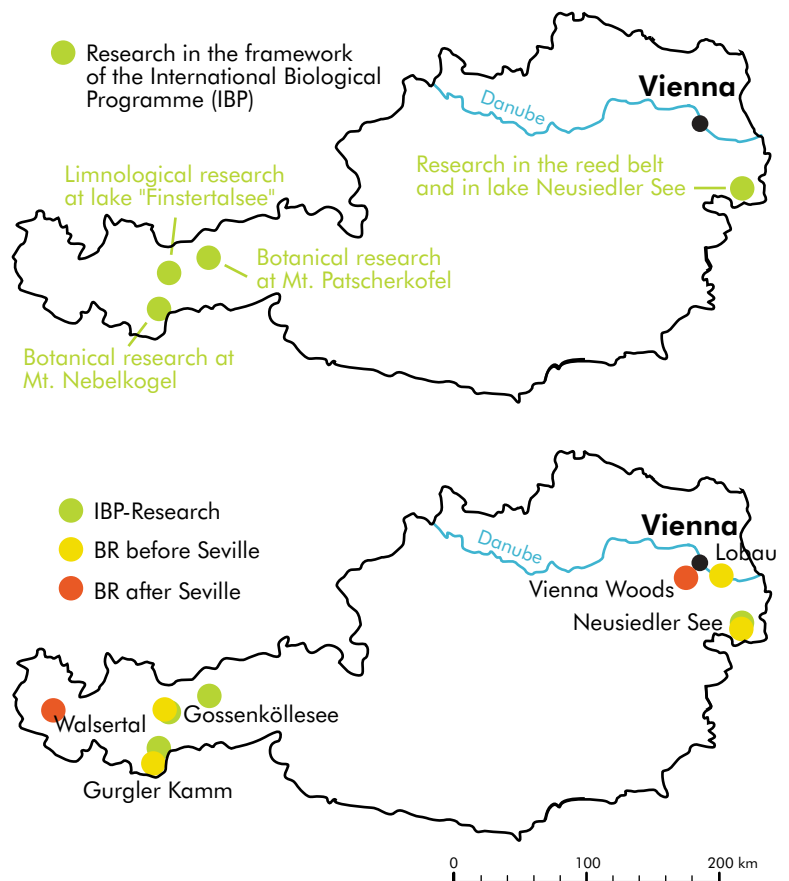 Research in the framework
of the International Biological
Programme (IBP)
Vienna
Danube
Limnological research
at lake "Finstertalsee"
Research in the reed belt
and in lake Neusiedler See
Botanical research
at Mt. Patscherkofel
Botanical research at
Mt. Nebelkogel
IBP-Research
BR before Seville
BR after Seville
Vienna
Danube
Lobau
Vienna Woods
Neusiedler See
Walsertal
Gossenköllesee
Gurgler Kamm
0 100 200 km